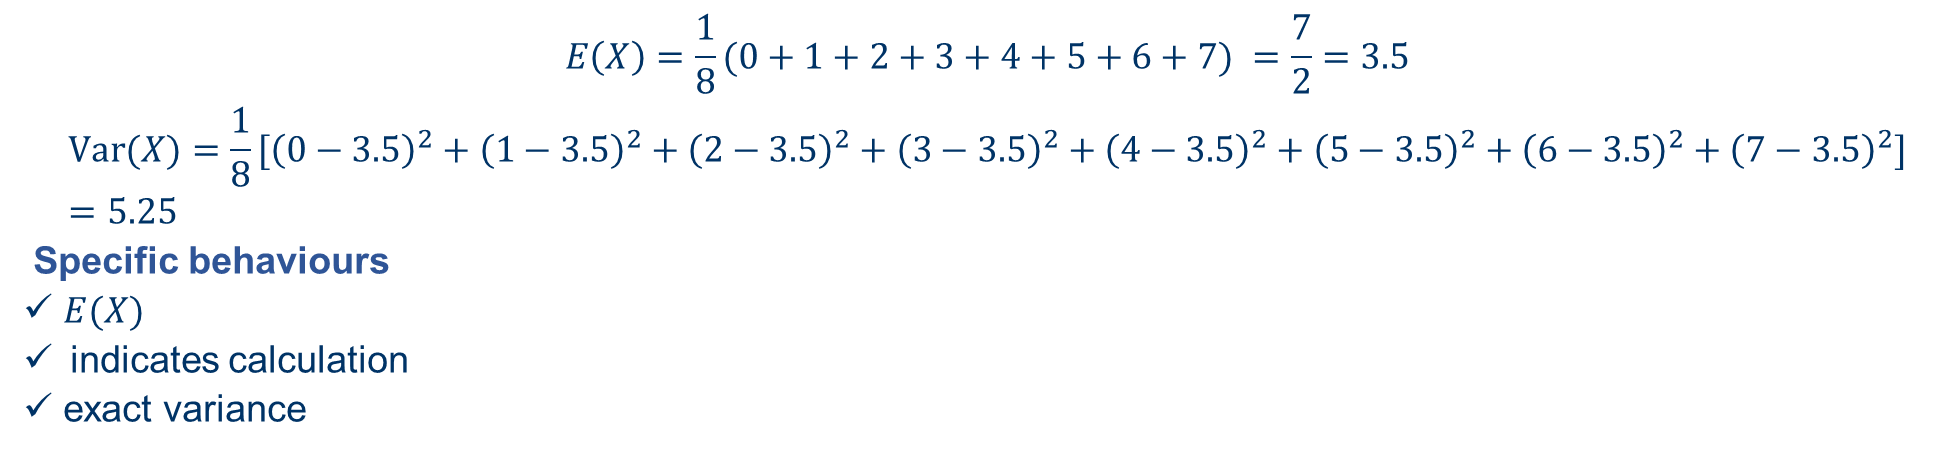 E(X) = 1/8 (0 + 1 + 2 + 3 + 4 + 5 + 6 + 7) = 7/2 = 3.5
Var(X) = 1/8 [(0 − 3.5)² + (1 − 3.5)² + (2 − 3.5)² + (3 − 3.5)² + (4 − 3.5)² + (5 − 3.5)² + (6 − 3.5)² + (7 − 3.5)²]
= 5.25
Specific behaviours
✓ E(X)
✓ indicates calculation
✓ exact variance